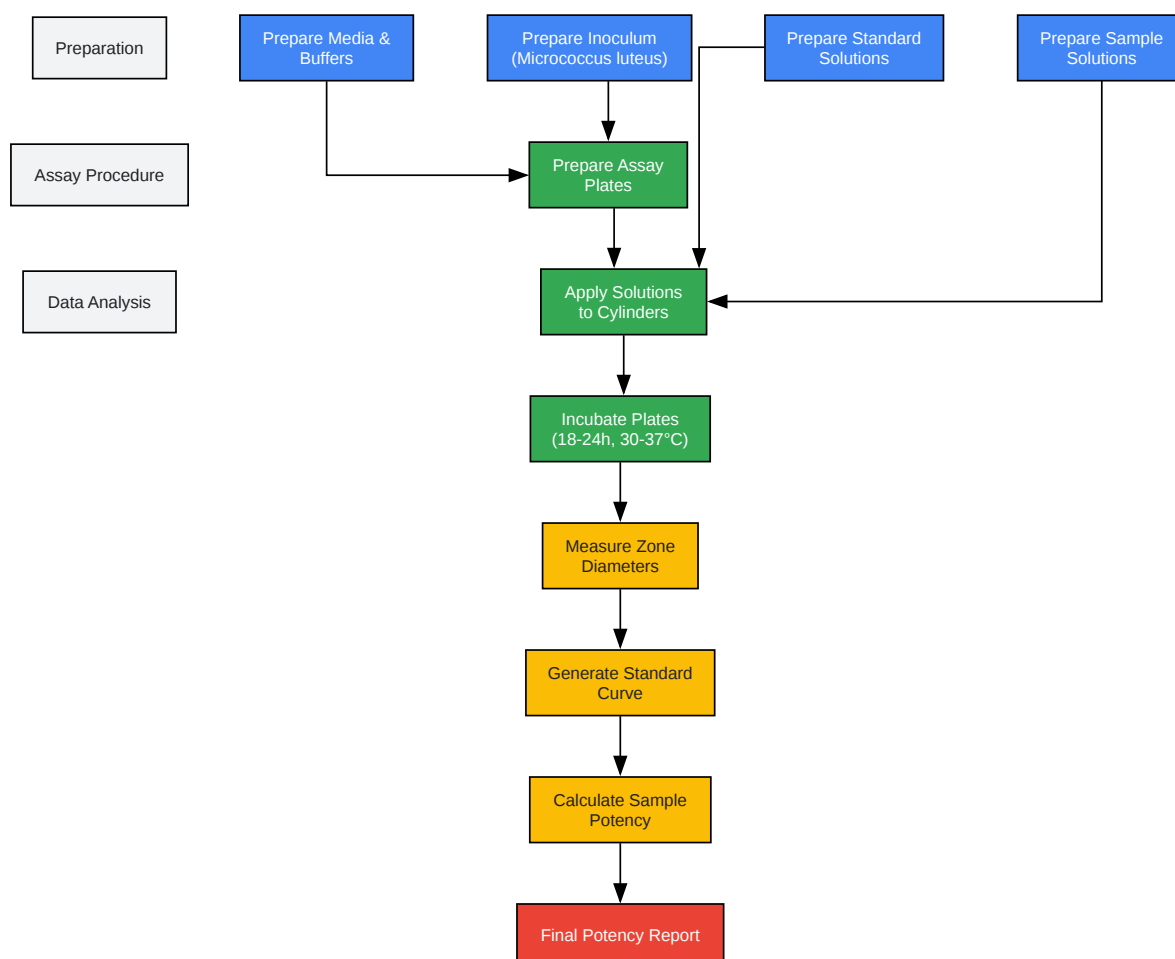 Preparation
Prepare Media &
Buffers
Prepare Inoculum
(Micrococcus luteus)
Prepare Standard
Solutions
Prepare Sample
Solutions
Assay Procedure
Prepare Assay
Plates
Data Analysis
Apply Solutions
to Cylinders
Incubate Plates
(18-24h, 30-37°C)
Measure Zone
Diameters
Generate Standard
Curve
Calculate Sample
Potency
Final Potency Report